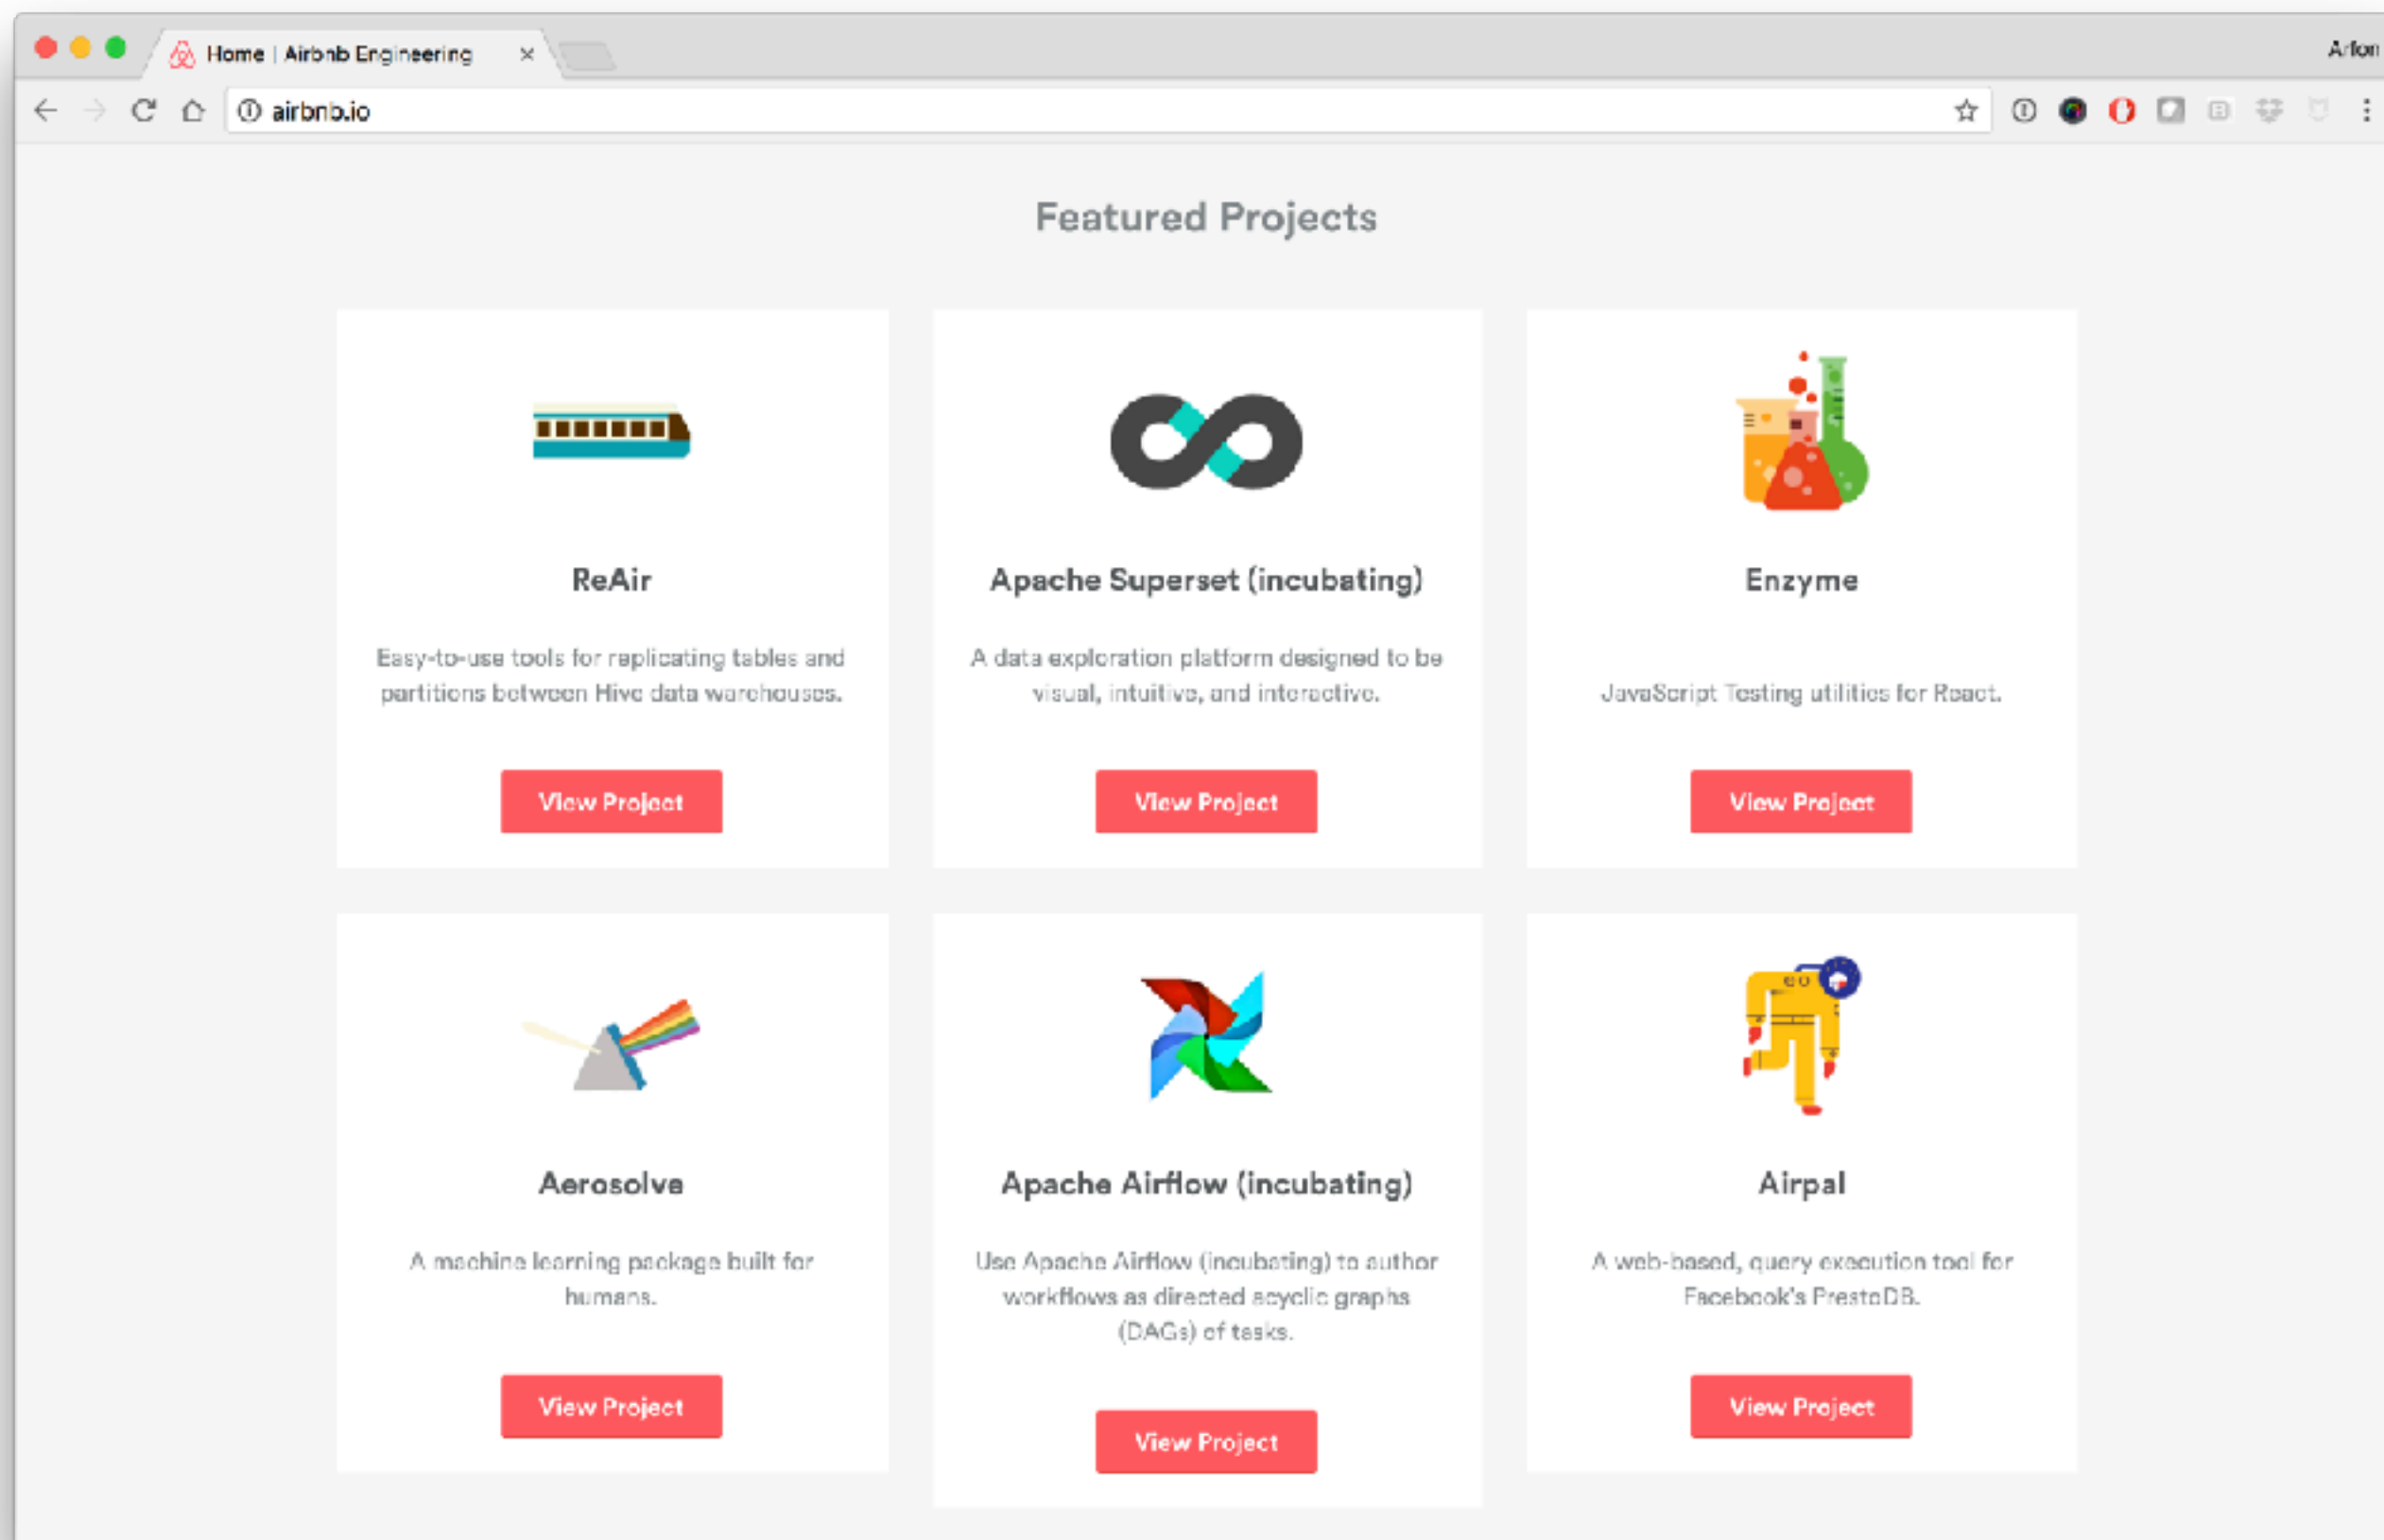 Home | Airbnb Engineering
Arfon
airbnb.io
Featured Projects
ReAir
Easy-to-use tools for replicating tables and
partitions between Hive data warehouses.
View Project
Apache Superset (incubating)
A data exploration platform designed to be
visual, intuitive, and interactive.
View Project
Enzyme
JavaScript Testing utilities for React.
View Project
Aerosolve
A machine learning package built for
humans.
View Project
Apache Airflow (incubating)
Use Apache Airflow (incubating) to author
workflows as directed acyclic graphs
(DAGs) of tasks.
View Project
Airpal
A web-based, query execution tool for
Facebook's PrestoDB.
View Project